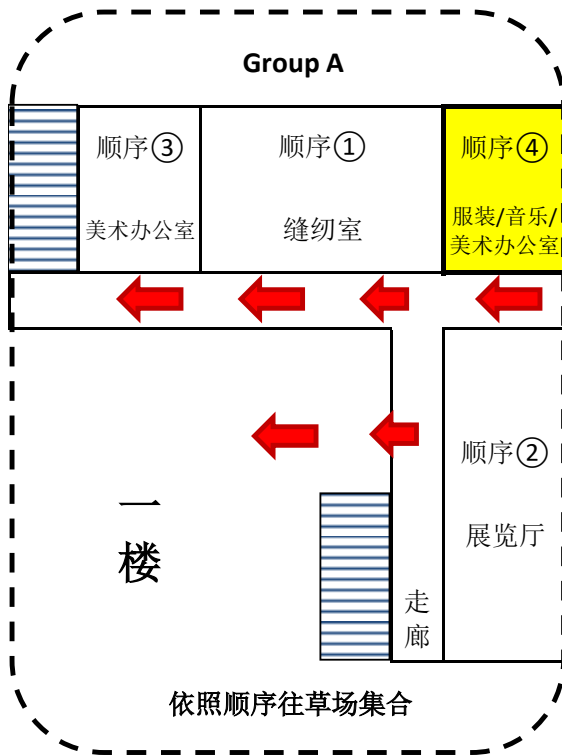 Group A
顺序③
美术办公室
顺序①
缝纫室
顺序④
服装/音乐/
美术办公室
顺序②
展览厅
一
楼
走
廊
依照顺序往草场集合